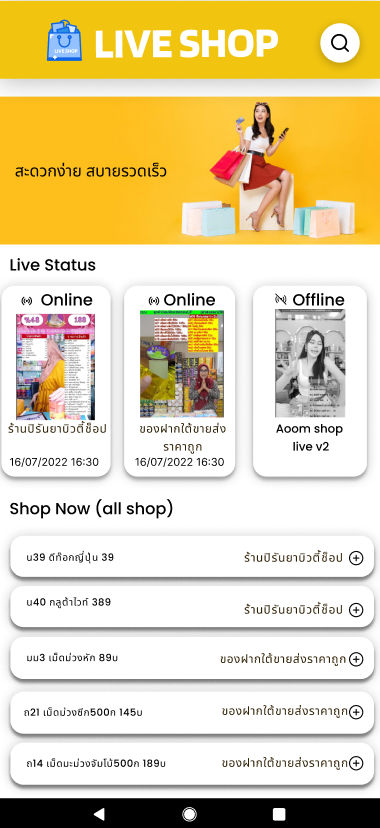 LIVE SHOP
LIVE SHOP
สะดวกง่าย สบายรวดเร็ว
Live Status
Online
Online
Offline
ร้านปิรันยาบิวตี้ช็อป
16/07/2022 16:30
ของฝากใต้ขายส่ง
ราคาถูก
16/07/2022 16:30
Aoom shop
live v2
Shop Now (all shop)
น39 ดีท๊อกญี่ปุ่น 39
ร้านปิรันยาบิวตี้ช็อป
น40 กลูต้าไวท์ 389
ร้านปิรันยาบิวตี้ช็อป
มม3 เม็ดม่วงหัก 89บ
ของฝากใต้ขายส่งราคาถูก
ถ21 เม็ดม่วงซีก500ก 145บ
ของฝากใต้ขายส่งราคาถูก
ถ14 เม็ดมะม่วงจัมโบ้500ก 189บ
ของฝากใต้ขายส่งราคาถูก